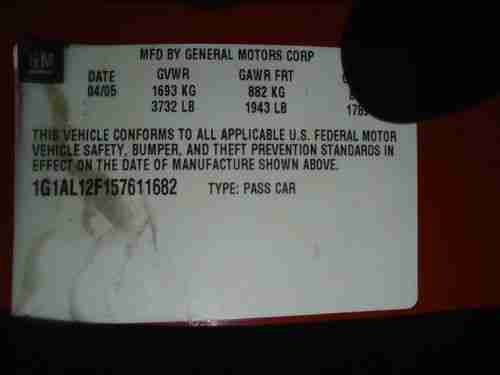 GM
MFD BY GENERAL MOTORS CORP
DATE GVWR GAWR FRT
04/05 1693 KG 882 KG
3732 LB 1943 LB
THIS VEHICLE CONFORMS TO ALL APPLICABLE U.S. FEDERAL MOTOR
VEHICLE SAFETY, BUMPER, AND THEFT PREVENTION STANDARDS IN
EFFECT ON THE DATE OF MANUFACTURE SHOWN ABOVE.
1G1AL12F157611682 TYPE: PASS CAR